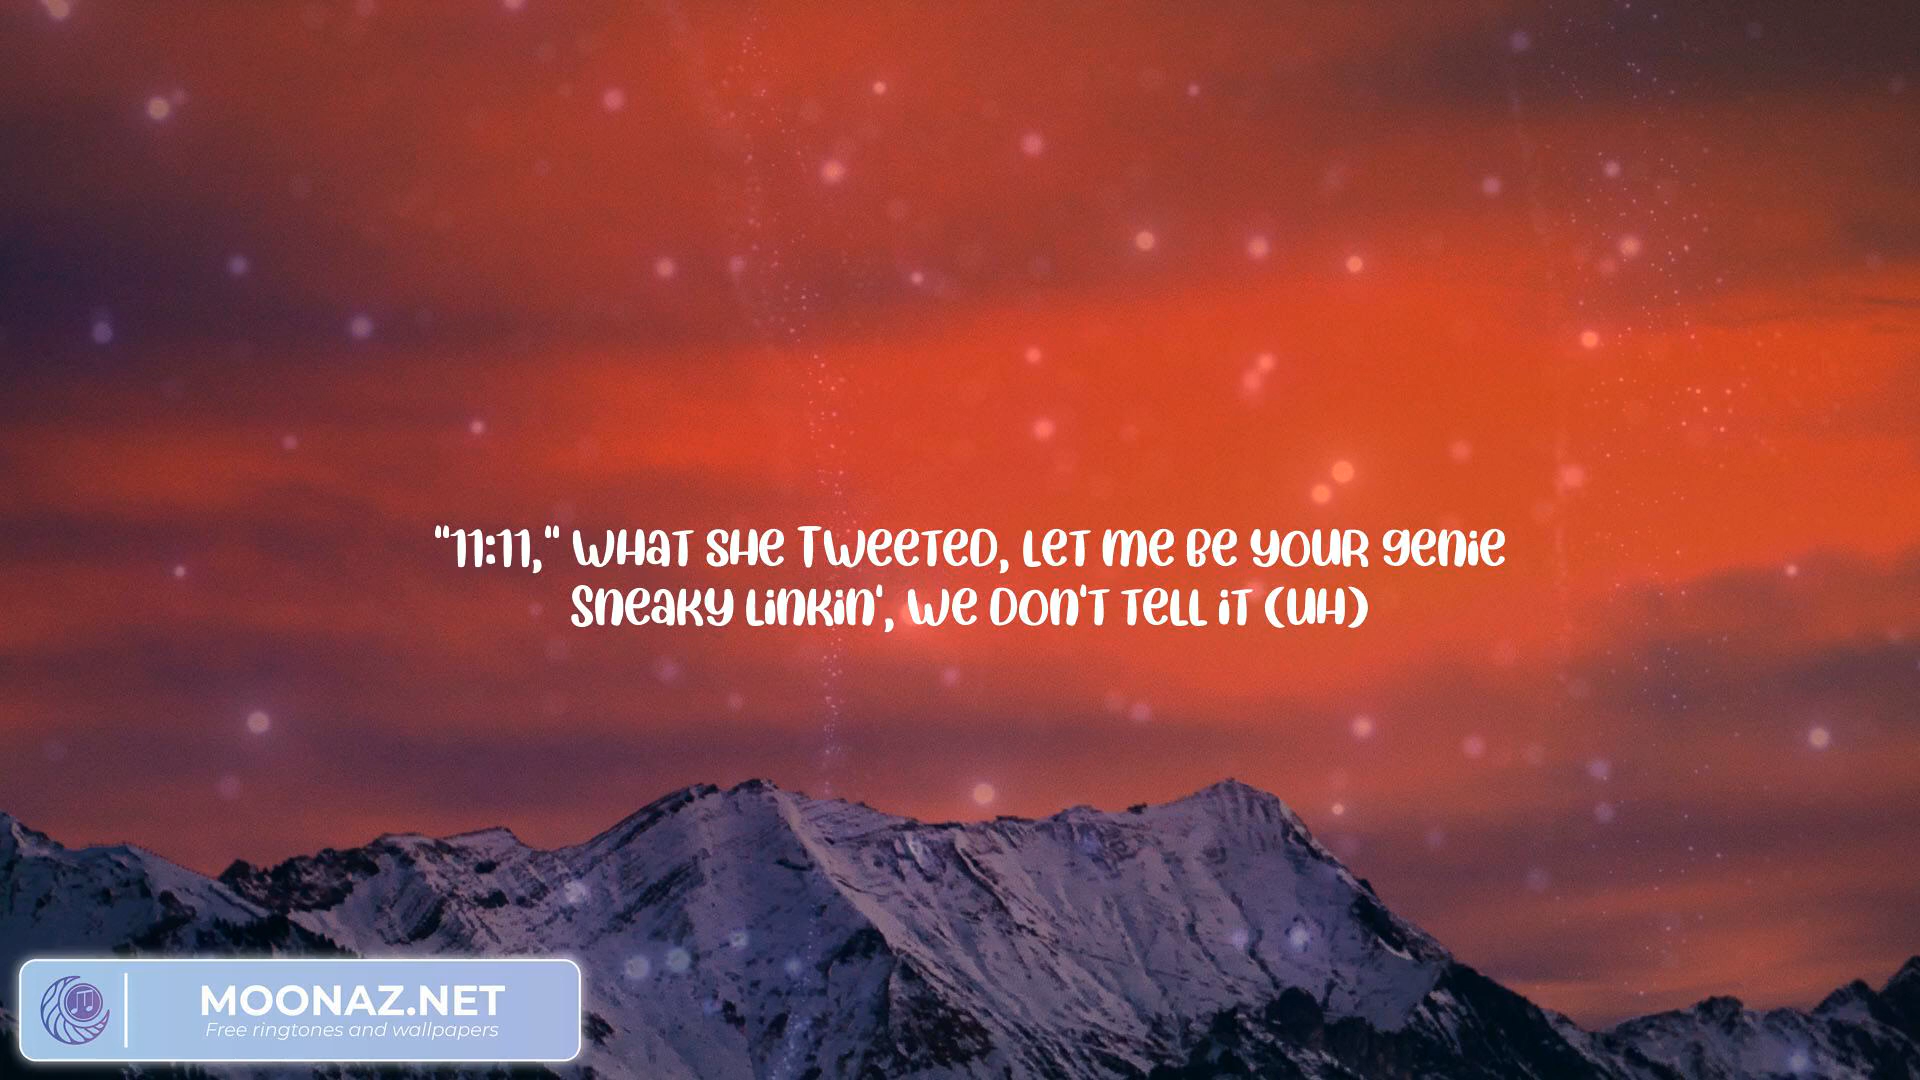 "11:11," what she Tweeted, let me be your genie
Sneaky linkin', we don't tell it (uh)
MOONAZ.NET
Free ringtones and wallpapers